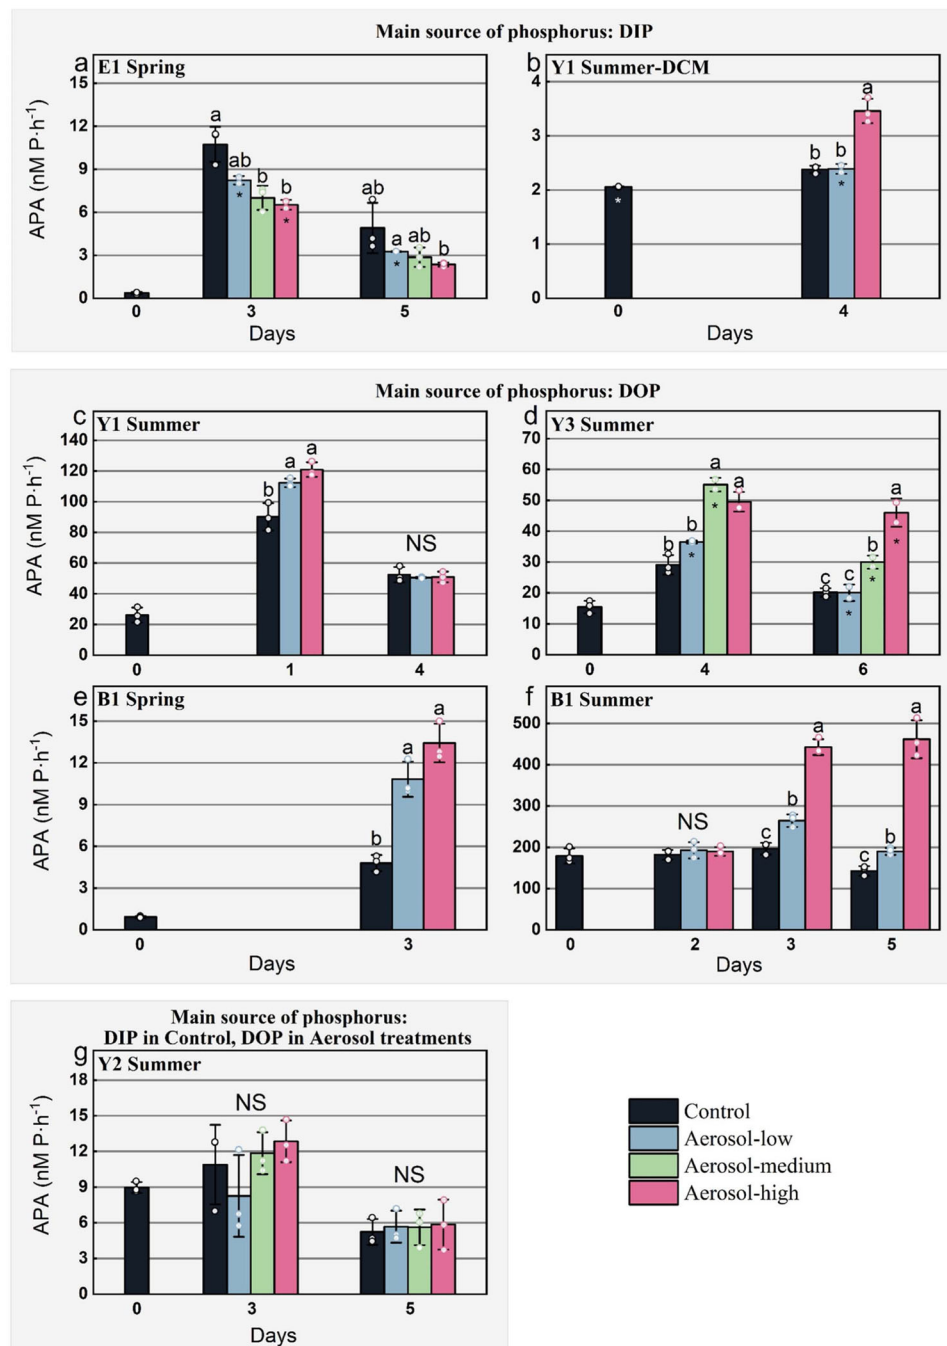 Main source of phosphorus: DIP
a
E1 Spring
APA (nM P·h⁻¹)
15
12
9
6
3
0
a
ab
b
b
*
*
ab
a
ab
b
*
0
3
5
Days
b
Y1 Summer-DCM
4
3
2
1
0
*
b
b
a
*
0
4
Days
Main source of phosphorus: DOP
c
Y1 Summer
APA (nM P·h⁻¹)
140
120
100
80
60
40
20
0
b
a
a
NS
0
1
4
d
Y3 Summer
70
60
50
40
30
20
10
0
b
b
a
a
*
*
c
c
b
a
*
*
*
0
4
6
e
B1 Spring
APA (nM P·h⁻¹)
15
12
9
6
3
0
b
a
a
0
3
Days
f
B1 Summer
500
400
300
200
100
0
NS
c
b
a
c
b
a
0
2
3
5
Days
Main source of phosphorus:
DIP in Control, DOP in Aerosol treatments
g
Y2 Summer
APA (nM P·h⁻¹)
18
15
12
9
6
3
0
NS
NS
0
3
5
Days
Control
Aerosol-low
Aerosol-medium
Aerosol-high